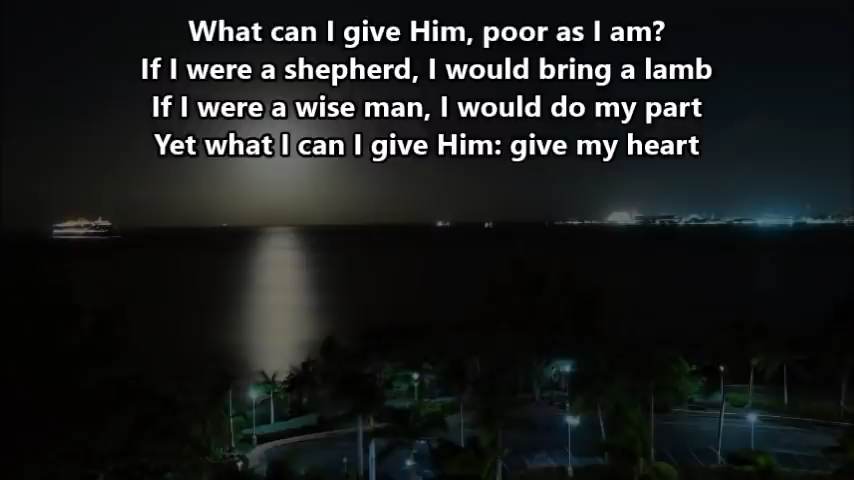 What can I give Him, poor as I am?
If I were a shepherd, I would bring a lamb
If I were a wise man, I would do my part
Yet what I can I give Him: give my heart